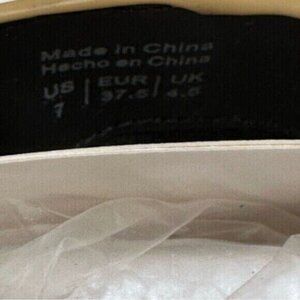 Made in China
Hecho en China
US | EUR | UK
7 | 37.5 | 4.5